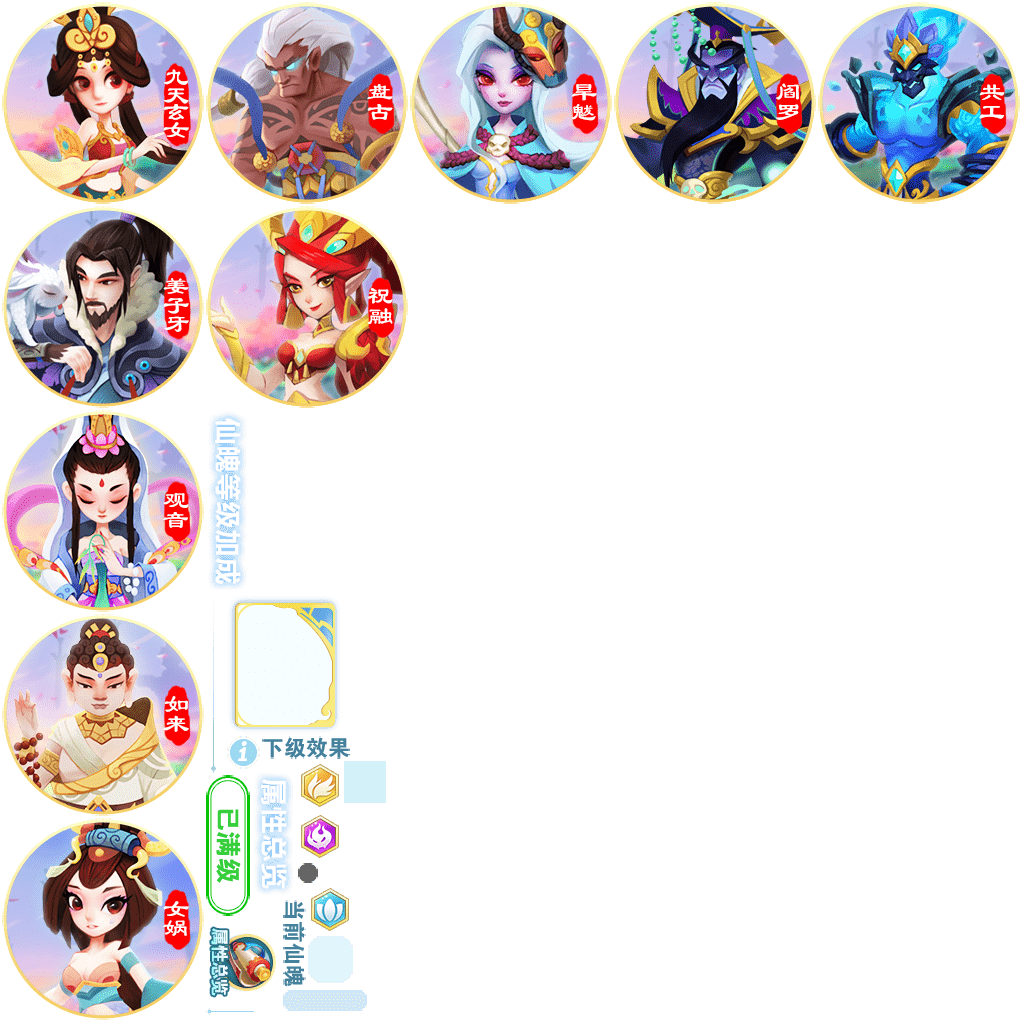 九天玄女
盘古
旱魃
阎罗
共工
姜子牙
祝融
观音
仙魄等级加成
如来
下级效果
属性总览
已满级
女娲
当前仙魄
属性总览